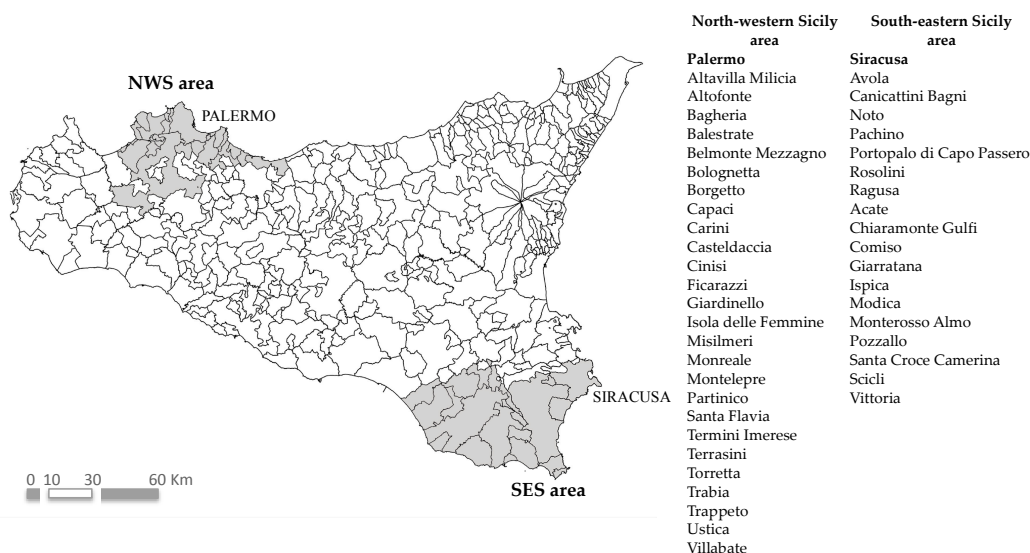 NWS area
PALERMO
SIRACUSA
SES area
0 10 30 60 Km
North-western Sicily area
Palermo
Altavilla Milicia
Altofonte
Bagheria
Balestrate
Belmonte Mezzagno
Bolognetta
Borgetto
Capaci
Carini
Casteldaccia
Cinisi
Ficarazzi
Giardinello
Isola delle Femmine
Misilmeri
Monreale
Montelepre
Partinico
Santa Flavia
Termini Imerese
Terrasini
Torretta
Trabia
Trappeto
Ustica
Villabate
South-eastern Sicily area
Siracusa
Avola
Canicattini Bagni
Noto
Pachino
Portopalo di Capo Passero
Rosolini
Ragusa
Acate
Chiaramonte Gulfi
Comiso
Giarratana
Ispica
Modica
Monterosso Almo
Pozzallo
Santa Croce Camerina
Scicli
Vittoria